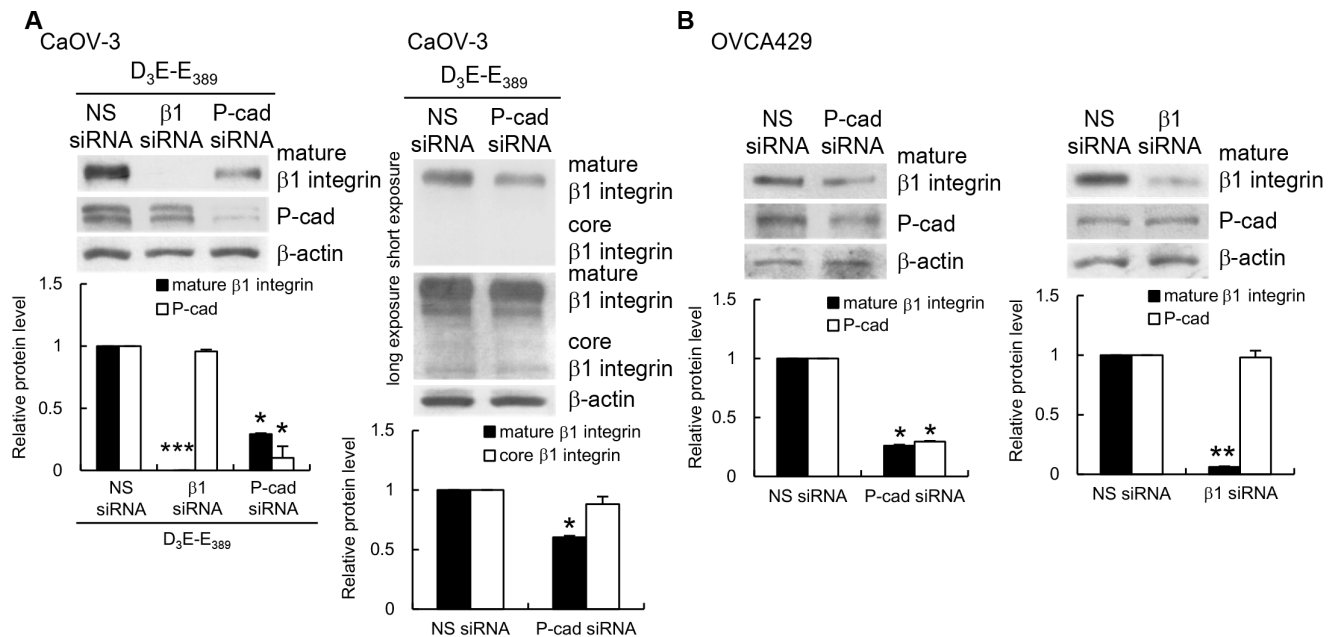 A
CaOV-3
D3E-E389
NS
siRNA
β1
siRNA
P-cad
siRNA
mature
β1 integrin
P-cad
β-actin
mature β1 integrin
P-cad
Relative protein level
1.5
1
0.5
0
***
*
*
NS
siRNA
β1
siRNA
P-cad
siRNA
D3E-E389
CaOV-3
D3E-E389
NS
siRNA
P-cad
siRNA
short exposure
mature
β1 integrin
core
β1 integrin
long exposure
mature
β1 integrin
core
β1 integrin
β-actin
mature β1 integrin
core β1 integrin
Relative protein level
1.5
1
0.5
0
*
NS siRNA
P-cad siRNA
B
OVCA429
NS
siRNA
P-cad
siRNA
mature
β1 integrin
P-cad
β-actin
mature β1 integrin
P-cad
Relative protein level
1.5
1
0.5
0
*
*
NS siRNA
P-cad siRNA
NS
siRNA
β1
siRNA
mature
β1 integrin
P-cad
β-actin
mature β1 integrin
P-cad
Relative protein level
1.5
1
0.5
0
**
NS siRNA
β1 siRNA